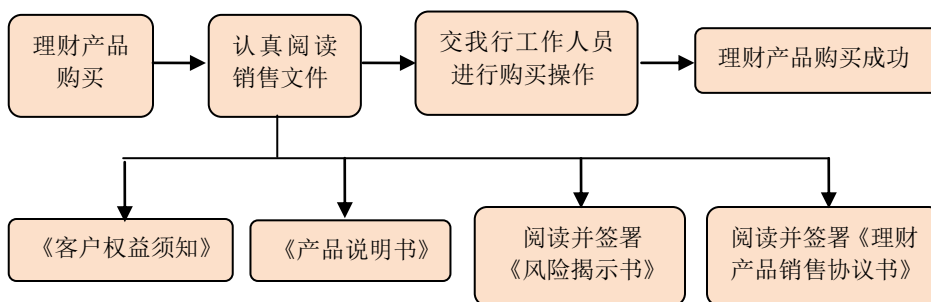 理财产品
购买
认真阅读
销售文件
交我行工作人员
进行购买操作
理财产品购买成功
《客户权益须知》
《产品说明书》
阅读并签署
《风险揭示书》
阅读并签署《理财
产品销售协议书》